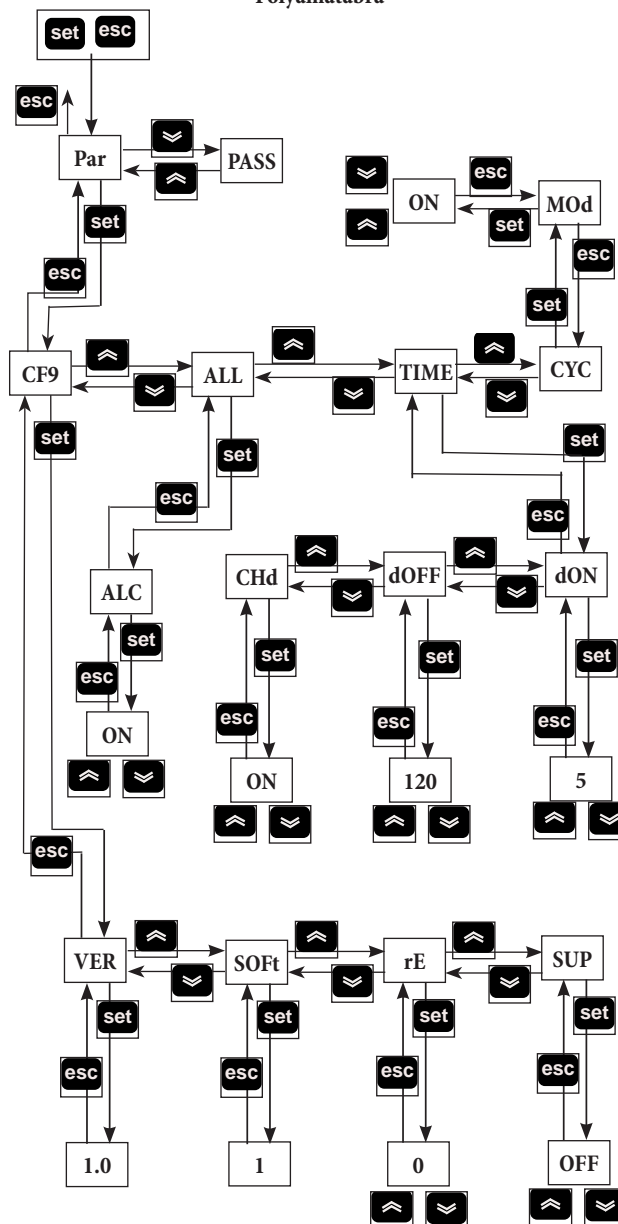 set esc
esc
Par
PASS
set
esc
ON
esc
MOd
set
esc
set
CF9
ALL
TIME
CYC
set
set
set
esc
esc
ALC
CHd
dOFF
dON
set
set
set
set
esc
esc
esc
esc
ON
ON
120
5
esc
VER
SOFt
rE
SUP
set
set
set
set
esc
esc
esc
esc
1.0
1
0
OFF